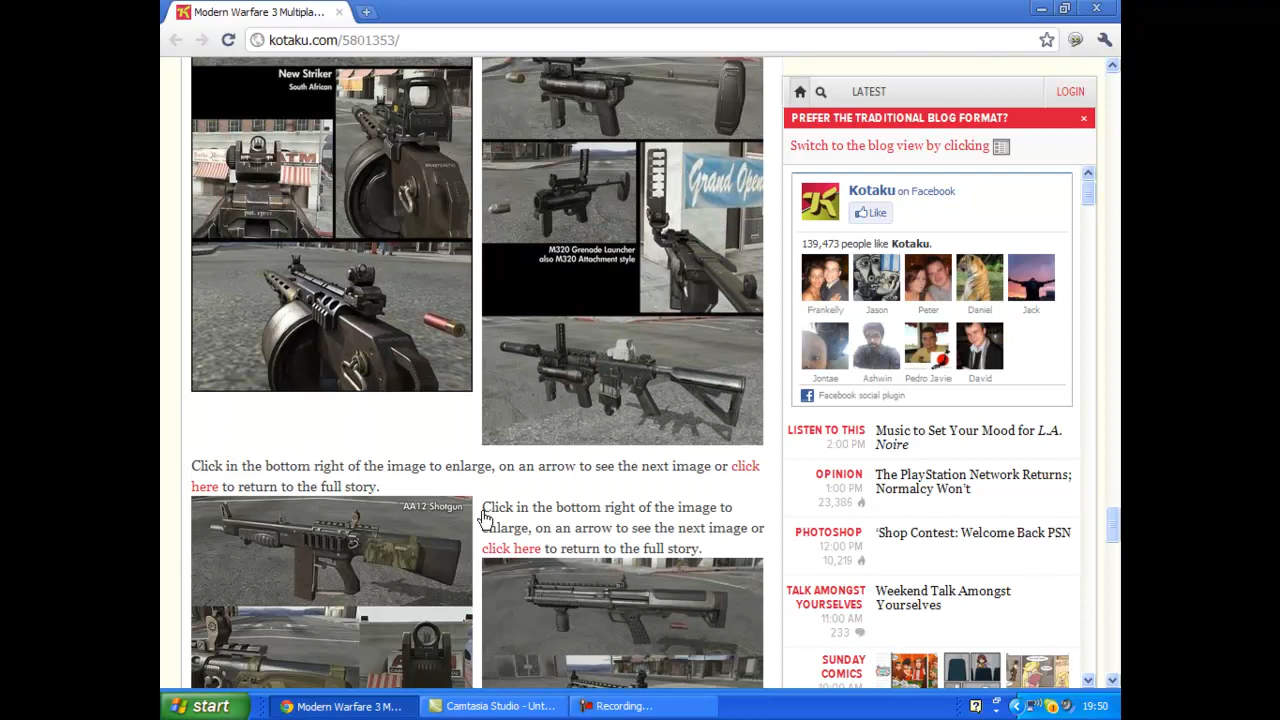 Modern Warfare 3 Multipla...
kotaku.com/5801353/
New Striker
South African
ATM
Grand Open
M320 Grenade Launcher
also M320 Attachment style
Click in the bottom right of the image to enlarge, on an arrow to see the next image or click
here to return to the full story.
AA12 Shotgun
Click in the bottom right of the image to
enlarge, on an arrow to see the next image or
click here to return to the full story.
LATEST
LOGIN
PREFER THE TRADITIONAL BLOG FORMAT?
Switch to the blog view by clicking
Kotaku on Facebook
Like
139,473 people like Kotaku.
Frankelly Jason Peter Daniel Jack
Jontae Ashwin Pedro Javier David
Facebook social plugin
LISTEN TO THIS
2:00 PM
Music to Set Your Mood for L.A.
Noire
OPINION
1:00 PM
23,386
The PlayStation Network Returns;
Normalcy Won't
PHOTOSHOP
12:00 PM
10,219
'Shop Contest: Welcome Back PSN
TALK AMONGST
YOURSELVES
11:00 AM
233
Weekend Talk Amongst
Yourselves
SUNDAY
COMICS
10:00 AM
start
Modern Warfare 3 M...
Camtasia Studio - Unt...
Recording...
19:50